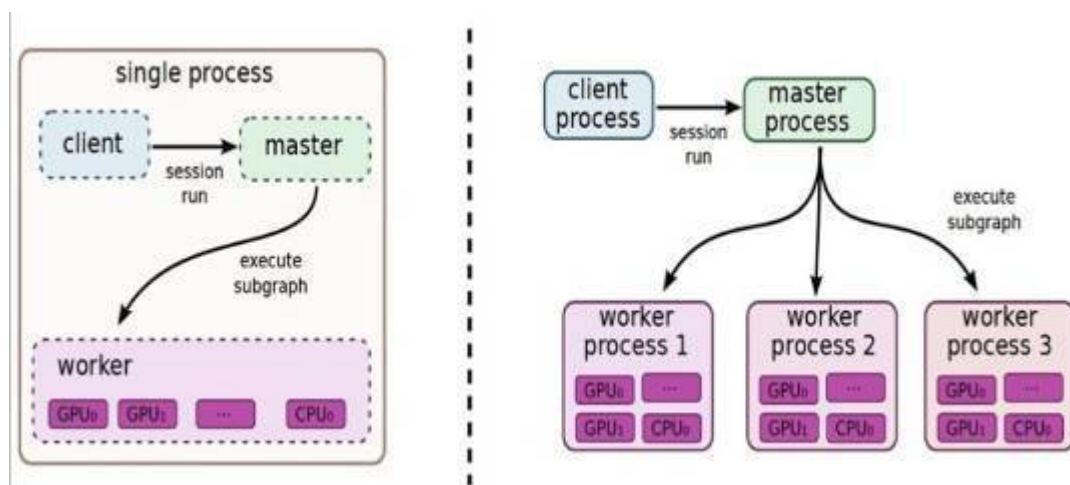 single process
client
master
session
run
execute
subgraph
worker
GPU₀ GPU₁ ... CPU₀
client
process
master
process
session
run
execute
subgraph
worker
process 1
GPU₀ ...
GPU₁ CPU₀
worker
process 2
GPU₀ ...
GPU₁ CPU₀
worker
process 3
GPU₀ ...
GPU₁ CPU₀